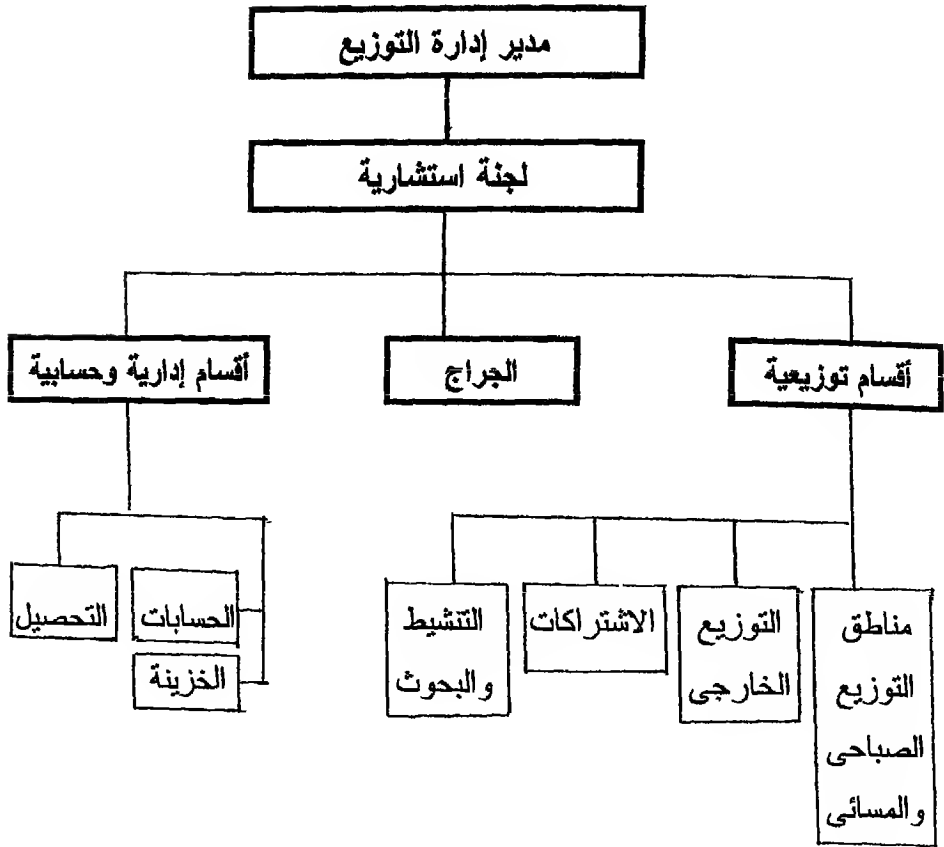 مدير إدارة التوزيع
لجنة استشارية
أقسام توزيعية
الجراج
أقسام إدارية وحسابية
مناطق
التوزيع
الصباحى
والمسائى
التوزيع
الخارجى
الاشتراكات
التنشيط
والبحوث
الحسابات
الخزينة
التحصيل